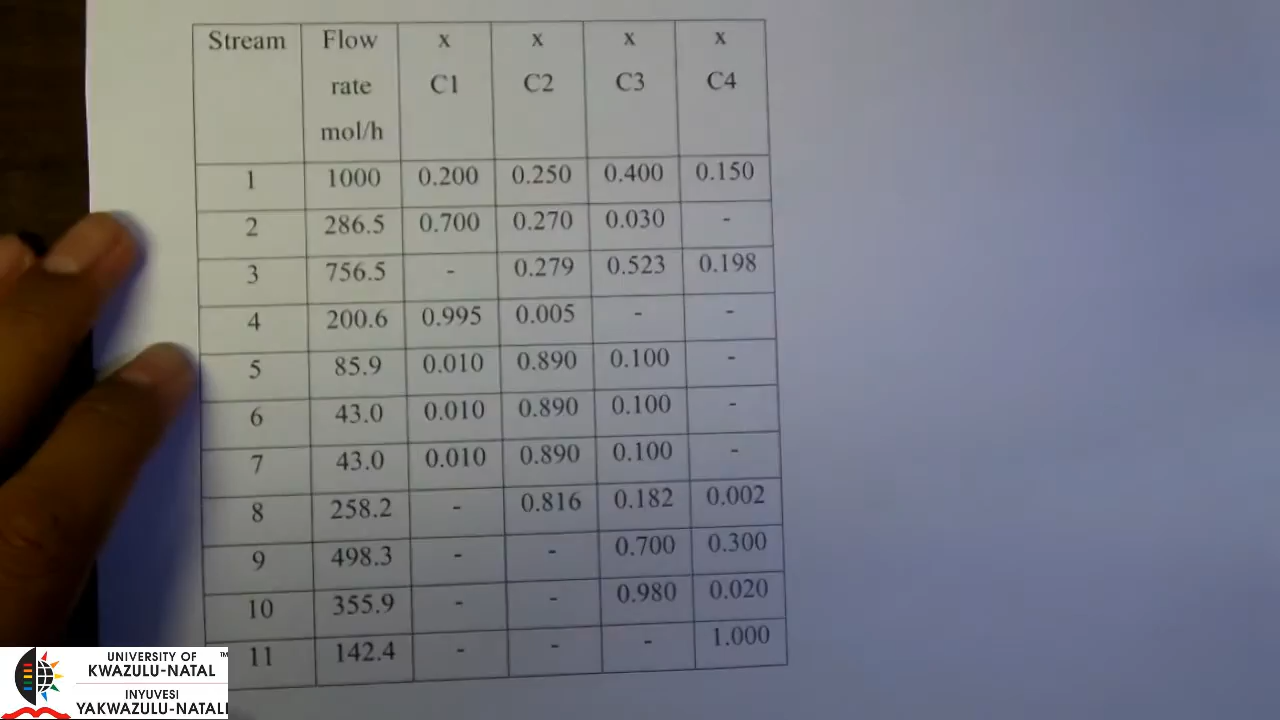 Stream Flow rate mol/h x C1 x C2 x C3 x C4
1 1000 0.200 0.250 0.400 0.150
2 286.5 0.700 0.270 0.030 -
3 756.5 - 0.279 0.523 0.198
4 200.6 0.995 0.005 - -
5 85.9 0.010 0.890 0.100 -
6 43.0 0.010 0.890 0.100 -
7 43.0 0.010 0.890 0.100 -
8 258.2 - 0.816 0.182 0.002
9 498.3 - - 0.700 0.300
10 355.9 - - 0.980 0.020
11 142.4 - - - 1.000
UNIVERSITY OF ™
KWAZULU-NATAL
INYUVESI
YAKWAZULU-NATALI